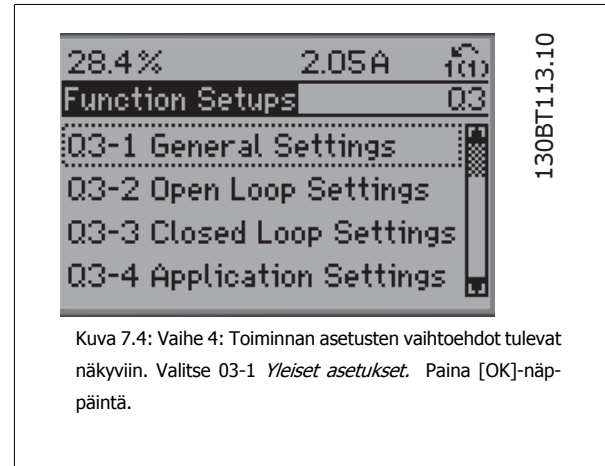 28.4% 2.05A 1(1)
Function Setups Q3
Q3-1 General Settings
Q3-2 Open Loop Settings
Q3-3 Closed Loop Settings
Q3-4 Application Settings
130BT113.10
Kuva 7.4: Vaihe 4: Toiminnan asetusten vaihtoehdot tulevat
näkyviin. Valitse 03-1 Yleiset asetukset. Paina [OK]-näp-
päintä.